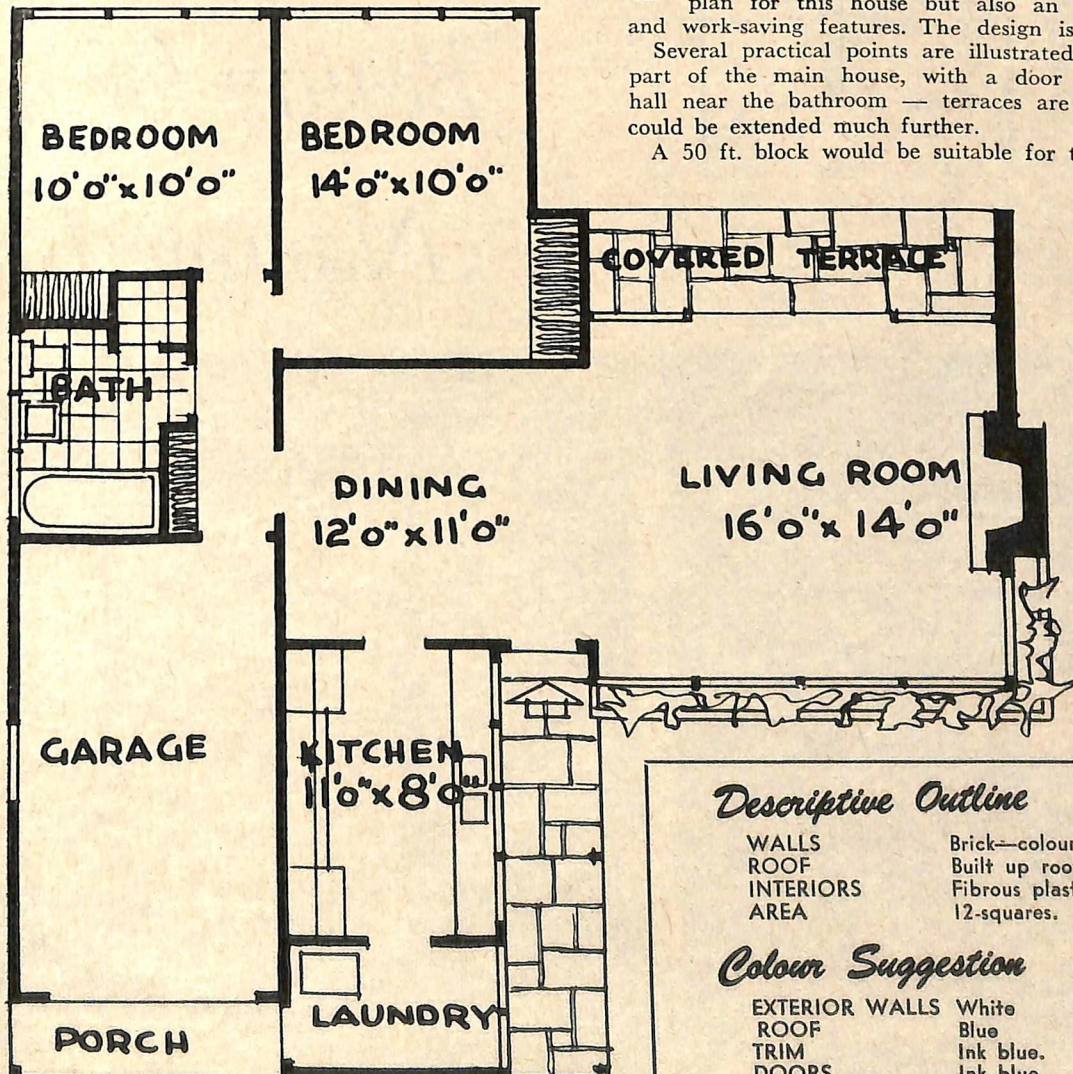 plan for this house but also an
and work-saving features. The design is
Several practical points are illustrated
part of the main house, with a door
hall near the bathroom — terraces are
could be extended much further.
A 50 ft. block would be suitable for
BEDROOM
10'0"x10'0"
BEDROOM
14'0"x10'0"
COVERED TERRACE
BATH
DINING
12'0"x11'0"
LIVING ROOM
16'0"x14'0"
GARAGE
KITCHEN
11'0"x8'0"
LAUNDRY
PORCH
Descriptive Outline
WALLS Brick—colour
ROOF Built up roo
INTERIORS Fibrous plast
AREA 12-squares.
Colour Suggestion
EXTERIOR WALLS White
ROOF Blue
TRIM Ink blue.
DOORS Ink blue